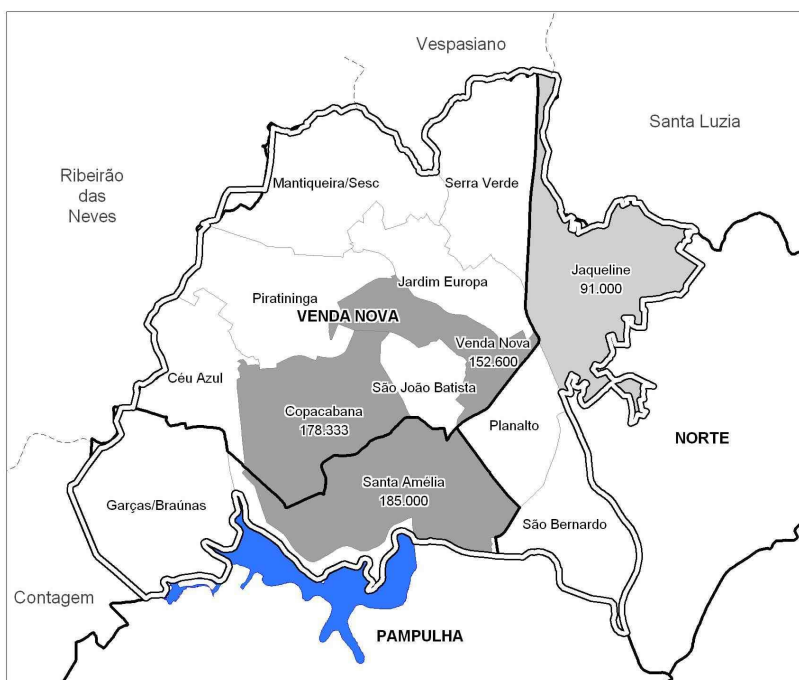 Vespasiano
Santa Luzia
Ribeirão
das
Neves
Mantiqueira/Sesc
Serra Verde
Jaqueline
91.000
Jardim Europa
Piratininga
VENDA NOVA
Venda Nova
152.600
Céu Azul
São João Batista
Copacabana
178.333
Planalto
NORTE
Santa Amélia
185.000
Garças/Braúnas
São Bernardo
Contagem
PAMPULHA